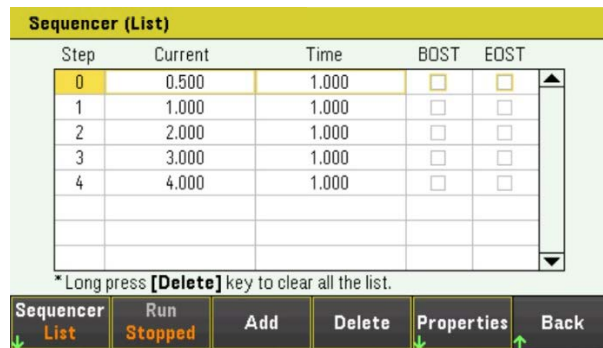 Sequencer (List)
Step Current Time BOST EOST
0 0.500 1.000
1 1.000 1.000
2 2.000 1.000
3 3.000 1.000
4 4.000 1.000
*Long press [Delete] key to clear all the list.
Sequencer Run Add Delete Properties Back
List Stopped